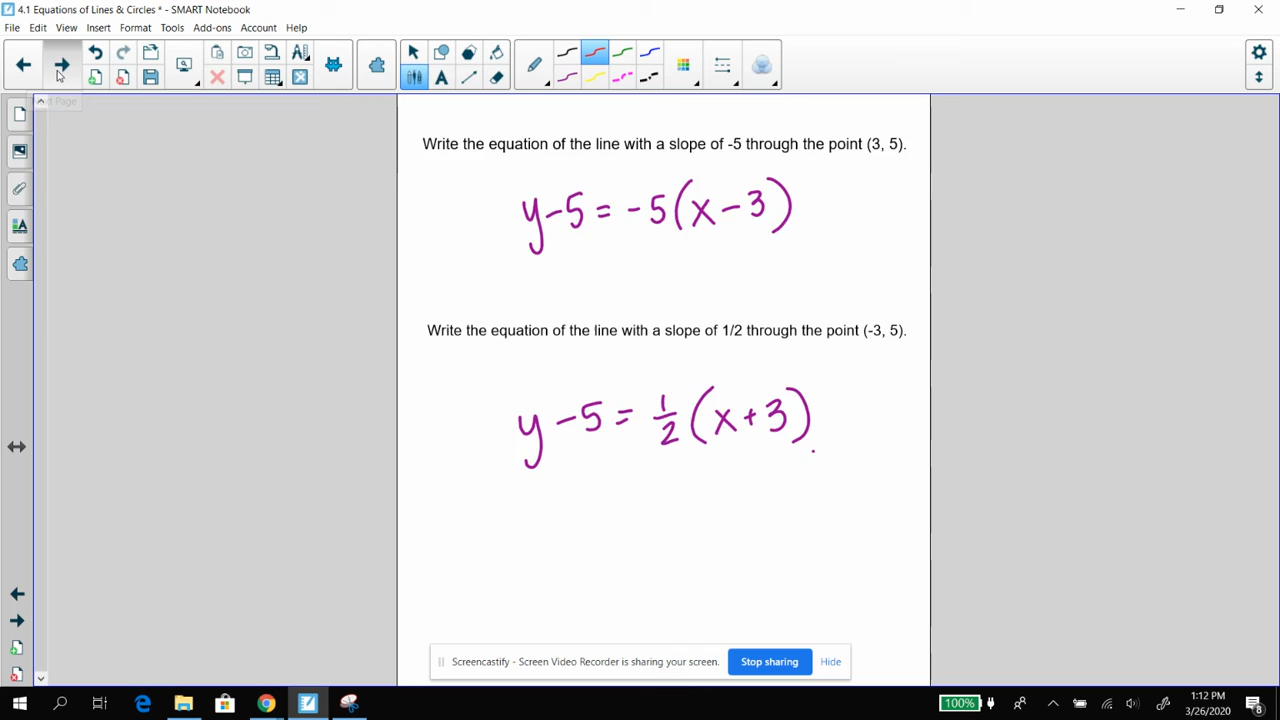 4.1 Equations of Lines & Circles * - SMART Notebook
File Edit View Insert Format Tools Add-ons Account Help
Write the equation of the line with a slope of -5 through the point (3, 5).
y-5 = -5(x-3)
Write the equation of the line with a slope of 1/2 through the point (-3, 5).
y-5 = 1/2 (x+3)
Screencastify - Screen Video Recorder is sharing your screen. Stop sharing Hide
100%
1:12 PM
3/26/2020
8